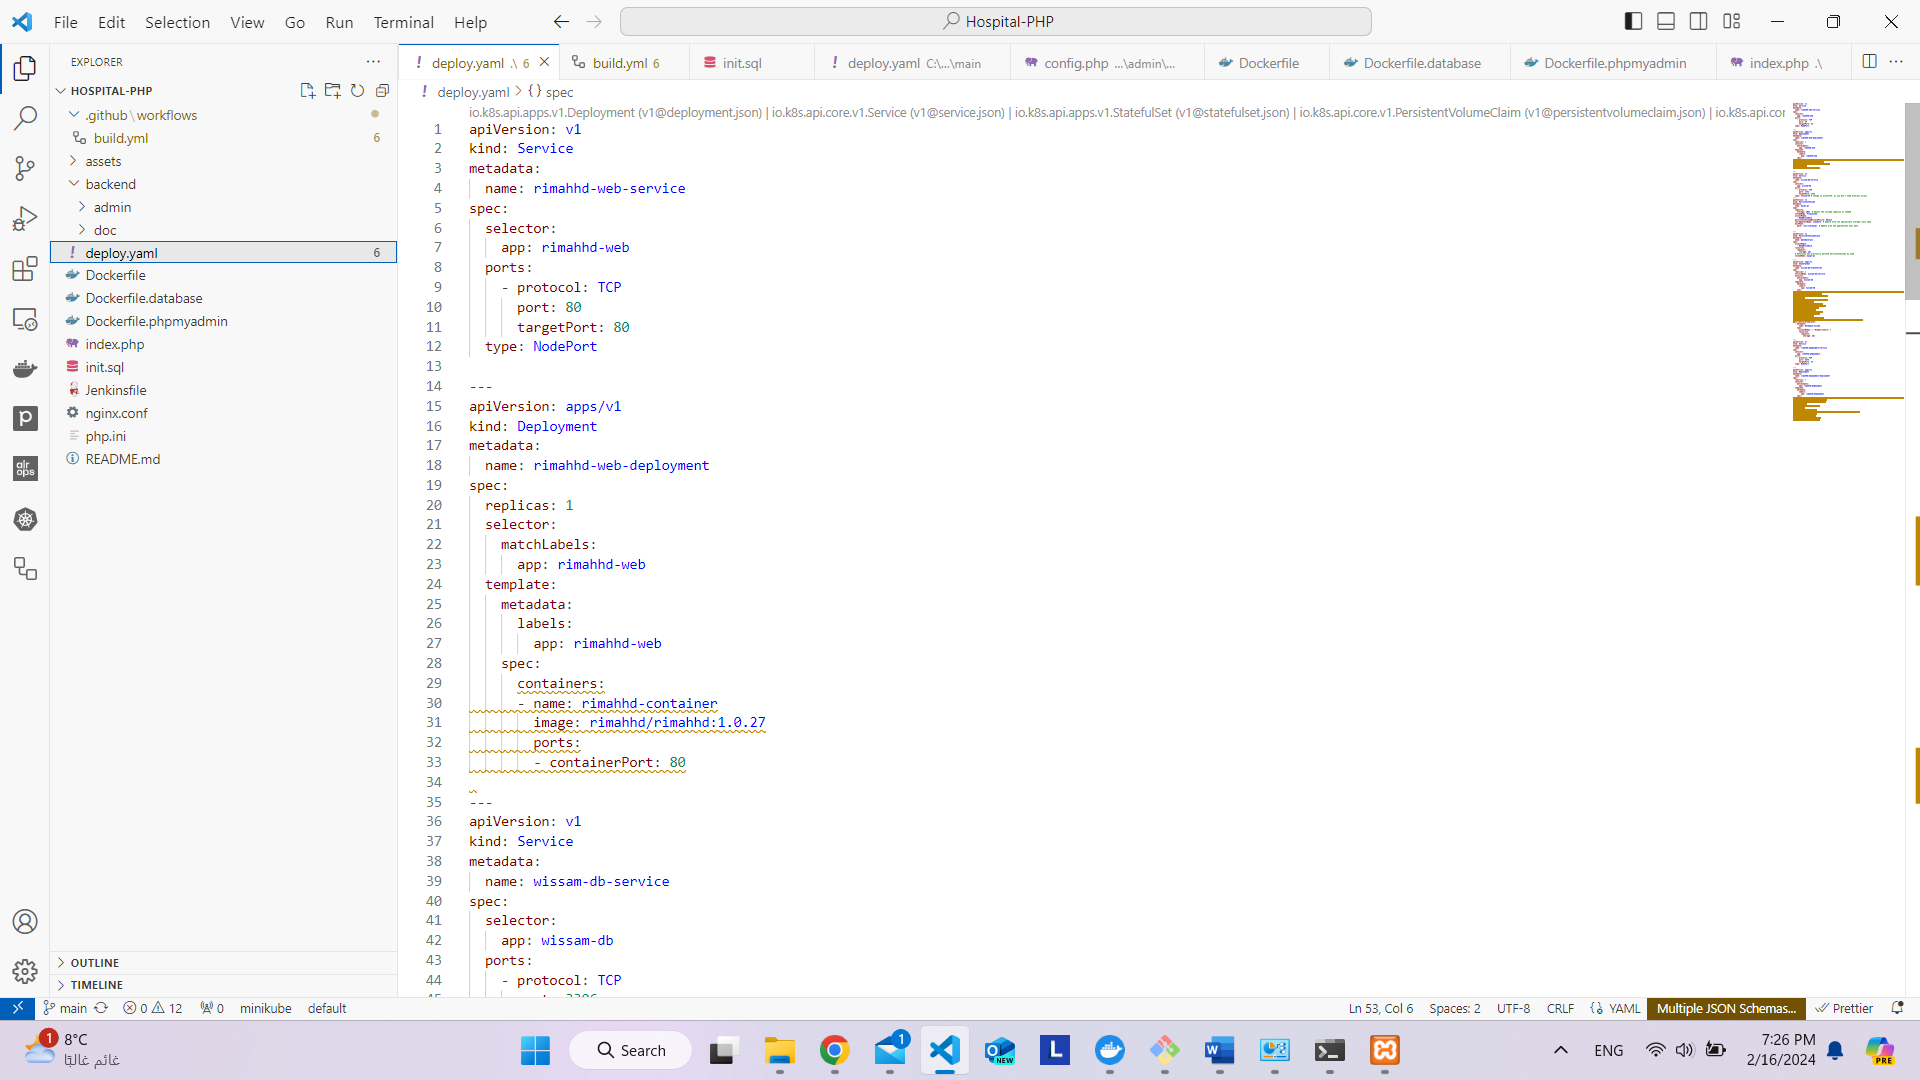 File Edit Selection View Go Run Terminal Help
Hospital-PHP
EXPLORER
HOSPITAL-PHP
.github \ workflows
build.yml 6
assets
backend
admin
doc
deploy.yaml 6
Dockerfile
Dockerfile.database
Dockerfile.phpmyadmin
index.php
init.sql
Jenkinsfile
nginx.conf
php.ini
README.md
OUTLINE
TIMELINE
deploy.yaml .\ 6
build.yml 6
init.sql
deploy.yaml C:\...\main
config.php ...\admin\...
Dockerfile
Dockerfile.database
Dockerfile.phpmyadmin
index.php .\
deploy.yaml > {} spec
io.k8s.api.apps.v1.Deployment (v1@deployment.json) | io.k8s.api.core.v1.Service (v1@service.json) | io.k8s.api.apps.v1.StatefulSet (v1@statefulset.json) | io.k8s.api.core.v1.PersistentVolumeClaim (v1@persistentvolumeclaim.json) | io.k8s.api.cor
1 apiVersion: v1
2 kind: Service
3 metadata:
4 name: rimahhd-web-service
5 spec:
6 selector:
7 app: rimahhd-web
8 ports:
9 - protocol: TCP
10 port: 80
11 targetPort: 80
12 type: NodePort
13
14 ---
15 apiVersion: apps/v1
16 kind: Deployment
17 metadata:
18 name: rimahhd-web-deployment
19 spec:
20 replicas: 1
21 selector:
22 matchLabels:
23 app: rimahhd-web
24 template:
25 metadata:
26 labels:
27 app: rimahhd-web
28 spec:
29 containers:
30 - name: rimahhd-container
31 image: rimahhd/rimahhd:1.0.27
32 ports:
33 - containerPort: 80
34
35 ---
36 apiVersion: v1
37 kind: Service
38 metadata:
39 name: wissam-db-service
40 spec:
41 selector:
42 app: wissam-db
43 ports:
44 - protocol: TCP
main 0 12 0 minikube default
Ln 53, Col 6 Spaces: 2 UTF-8 CRLF YAML Multiple JSON Schemas... Prettier
1 8°C
غائم غالبًا
Search
1
NEW
L
ENG
7:26 PM
2/16/2024
PRE